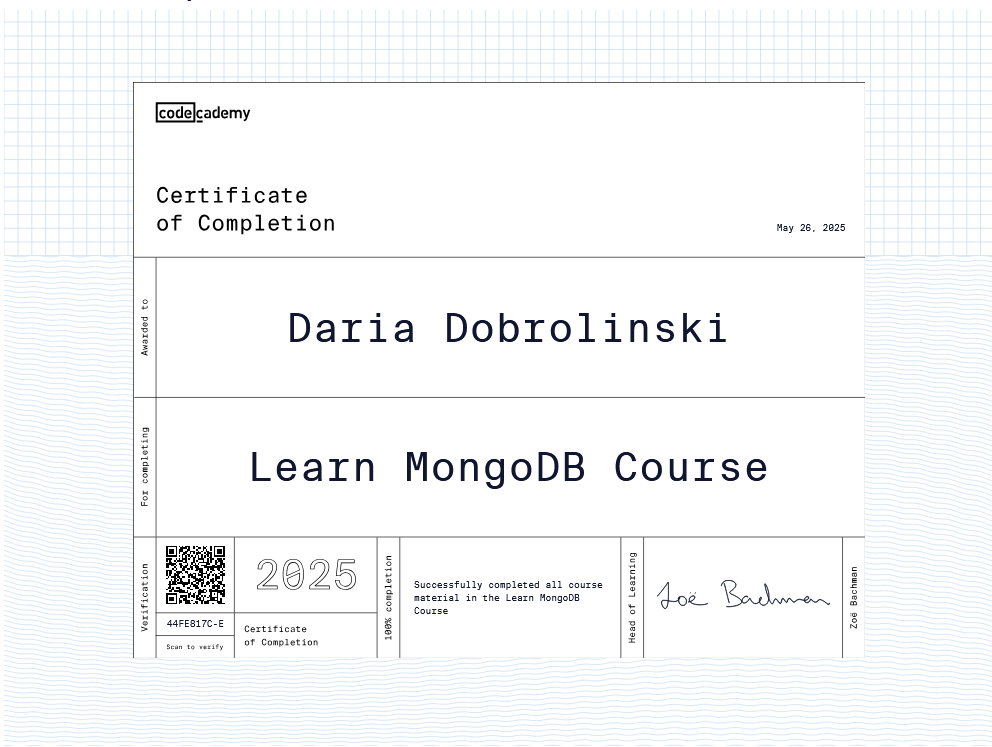 codecademy
Certificate
of Completion
May 26, 2025
Awarded to
Daria Dobrolinski
For completing
Learn MongoDB Course
Verification
44FE817C-E
Scan to verify
2025
Certificate
of Completion
100% completion
Successfully completed all course
material in the Learn MongoDB
Course
Head of Learning
Zoë Bachman
Zoë Bachman